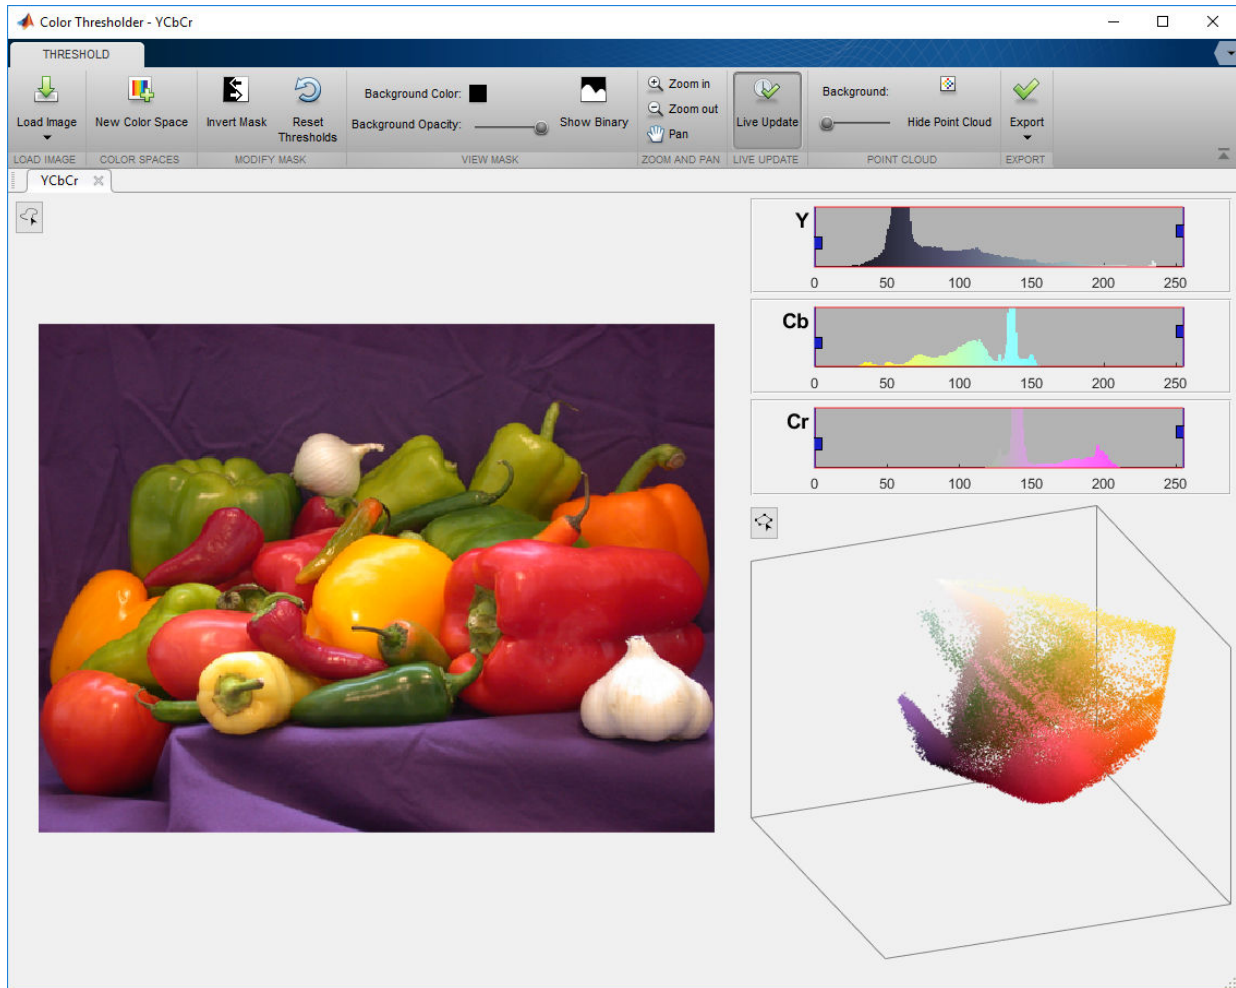 Color Thresholder - YCbCr
THRESHOLD
Load Image
New Color Space
Invert Mask
Reset
Thresholds
Background Color:
Background Opacity:
Show Binary
Zoom in
Zoom out
Pan
Live Update
Background:
Hide Point Cloud
Export
LOAD IMAGE
COLOR SPACES
MODIFY MASK
VIEW MASK
ZOOM AND PAN
LIVE UPDATE
POINT CLOUD
EXPORT
YCbCr
Y
0 50 100 150 200 250
Cb
0 50 100 150 200 250
Cr
0 50 100 150 200 250